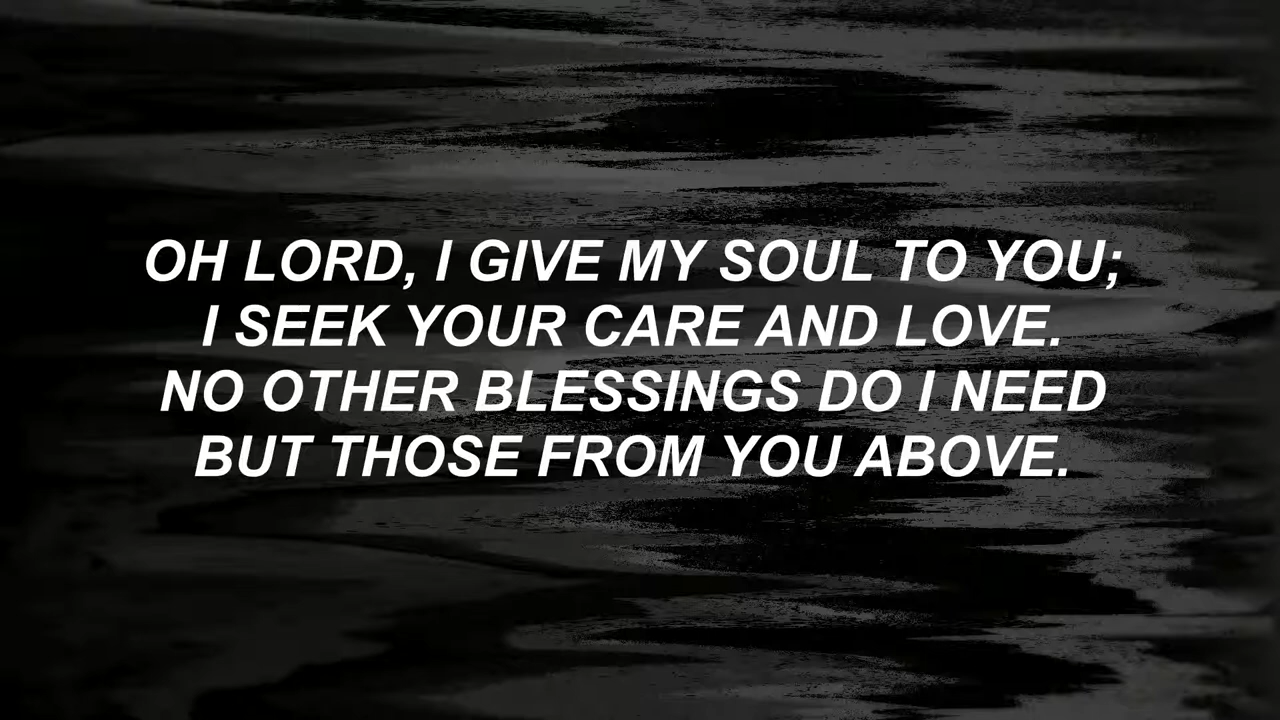 OH LORD, I GIVE MY SOUL TO YOU;
I SEEK YOUR CARE AND LOVE.
NO OTHER BLESSINGS DO I NEED
BUT THOSE FROM YOU ABOVE.